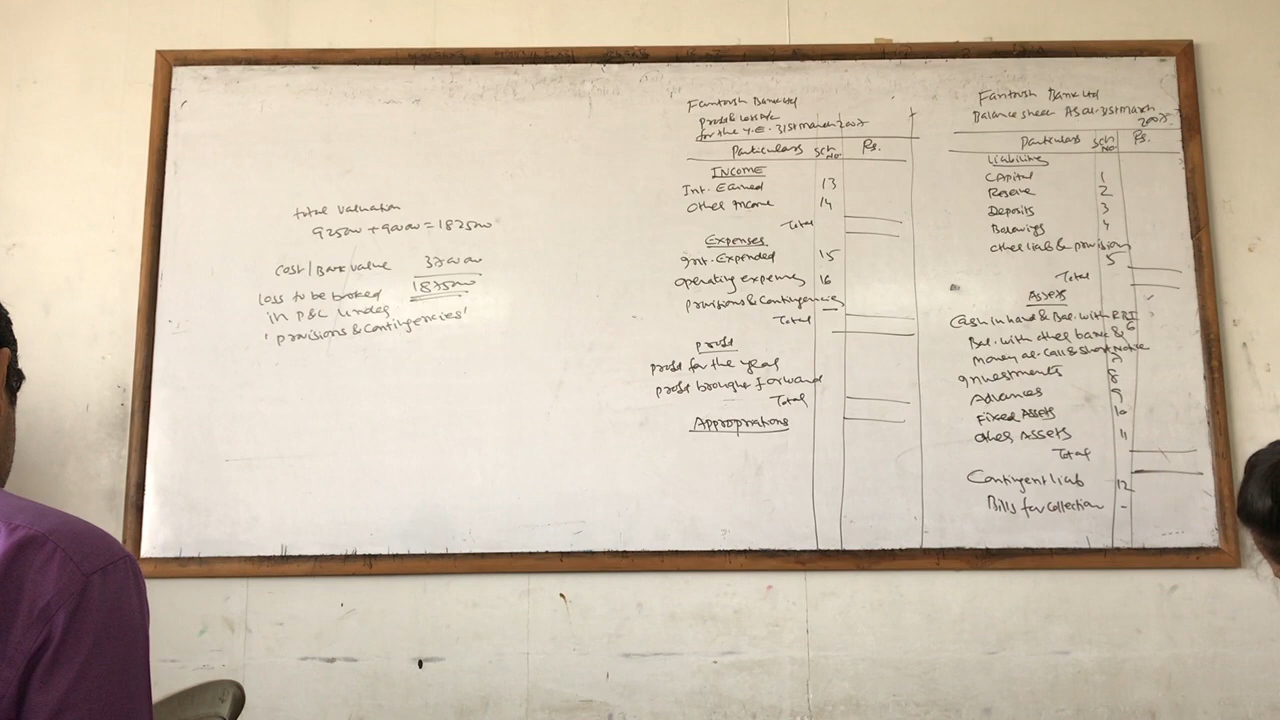 total valuation
925000 + 900000 = 1825000
cost/Book value 3700000
loss to be booked 1875000
in P&L under
'provisions & Contingencies'
Fantoosh Bank Ltd
Profit & Loss A/c
for the Y.E. 31st March 2007
Particulars Sch No. Rs.
INCOME
Int. Earned 13
Other Income 14
Total
Expenses
Int. Expended 15
Operating expenses 16
Provisions & Contingencies —
Total
Profit
Profit for the year
Profit brought forward
Total
Appropriations
Fantoosh Bank Ltd
Balance sheet As at 31st March 2007
Particulars Sch No Rs.
Liabilities
Capital 1
Reserve 2
Deposits 3
Borrowings 4
Other liab & provision 5
Total
Assets
Cash in hand & Bal. with RBI 6
Bal. with other bank &
Money at Call & Short Notice 7
Investments 8
Advances 9
Fixed Assets 10
Other Assets 11
Total
Contingent liab 12
Bills for Collection -